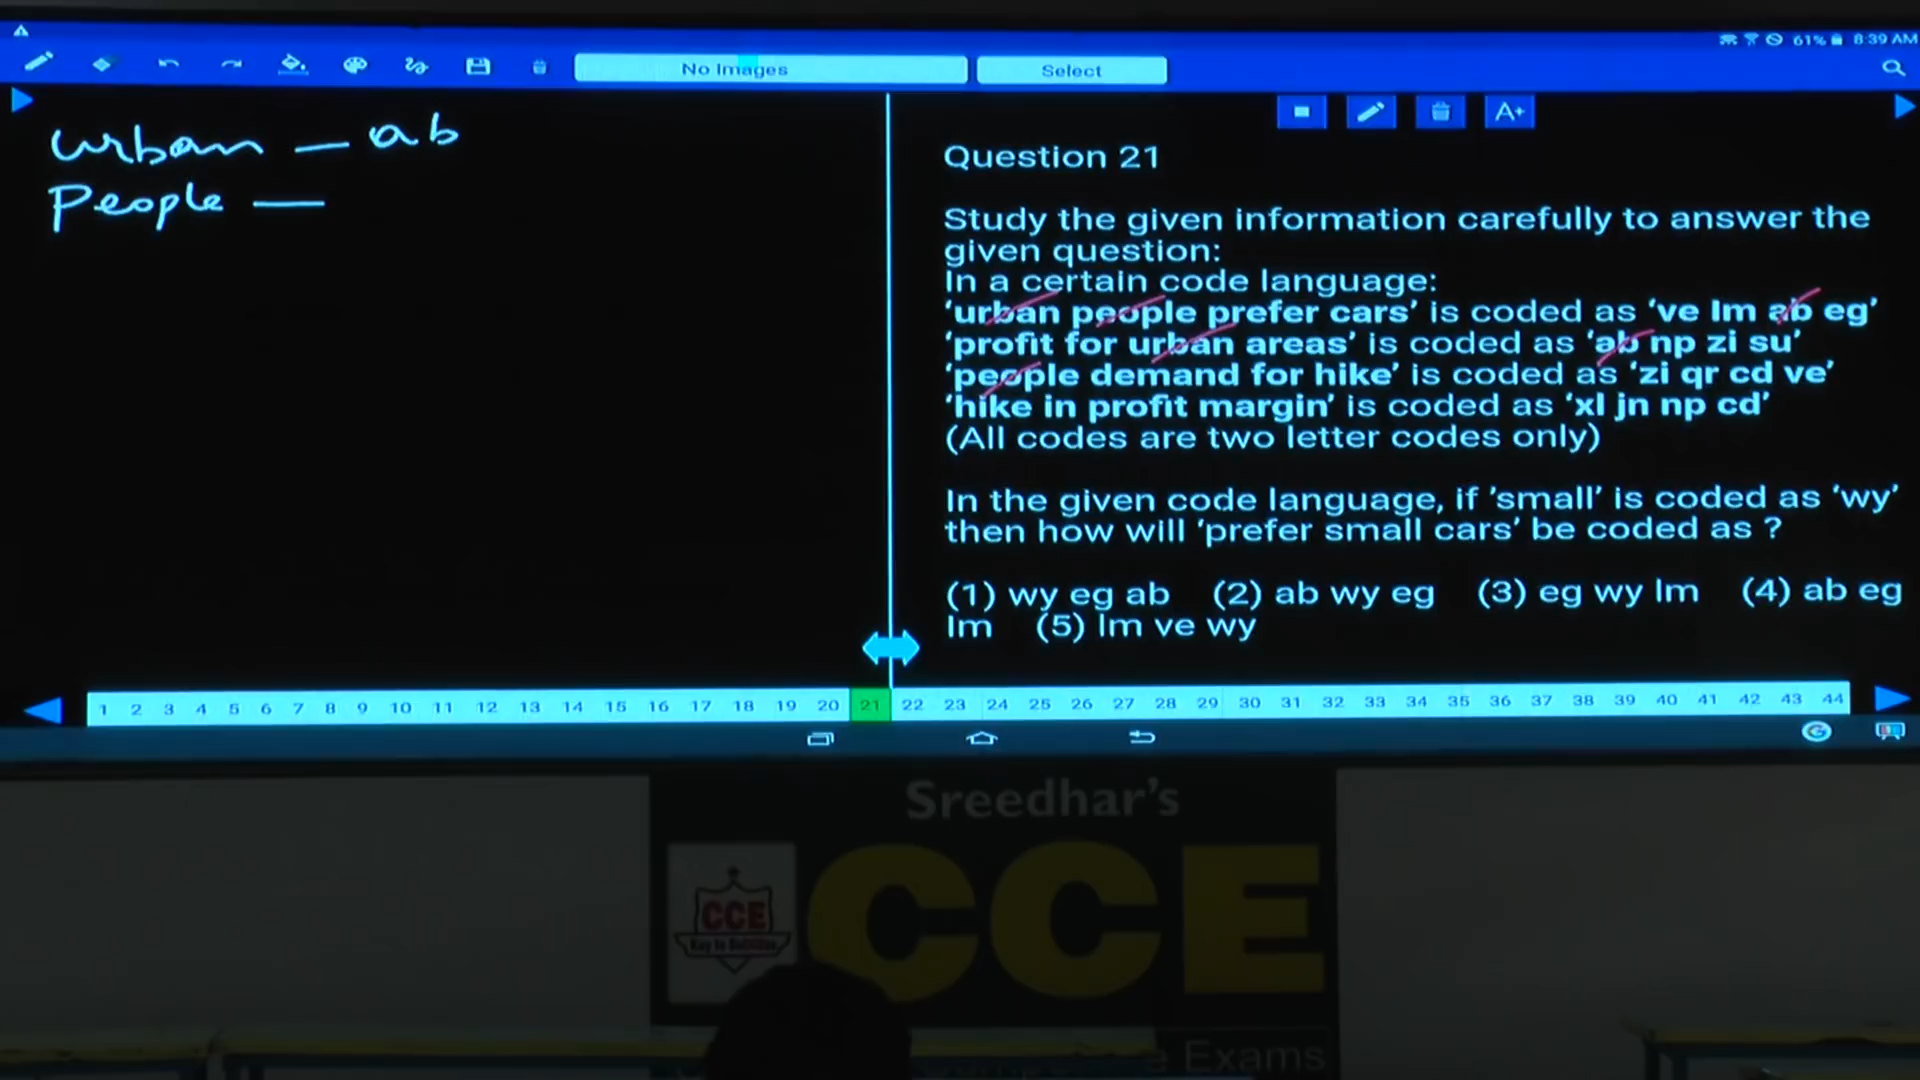 61% 8:39 AM
No Images Select
A+
urban — ab
People —
Question 21
Study the given information carefully to answer the
given question:
In a certain code language:
‘urban people prefer cars’ is coded as ‘ve lm ab eg’
‘profit for urban areas’ is coded as ‘ab np zi su’
‘people demand for hike’ is coded as ‘zi qr cd ve’
‘hike in profit margin’ is coded as ‘xl jn np cd’
(All codes are two letter codes only)
In the given code language, if ’small’ is coded as ‘wy’
then how will ‘prefer small cars’ be coded as ?
(1) wy eg ab (2) ab wy eg (3) eg wy lm (4) ab eg
lm (5) lm ve wy
1 2 3 4 5 6 7 8 9 10 11 12 13 14 15 16 17 18 19 20 21 22 23 24 25 26 27 28 29 30 31 32 33 34 35 36 37 38 39 40 41 42 43 44
Sreedhar's
CCE
CCE
Key to
Exams